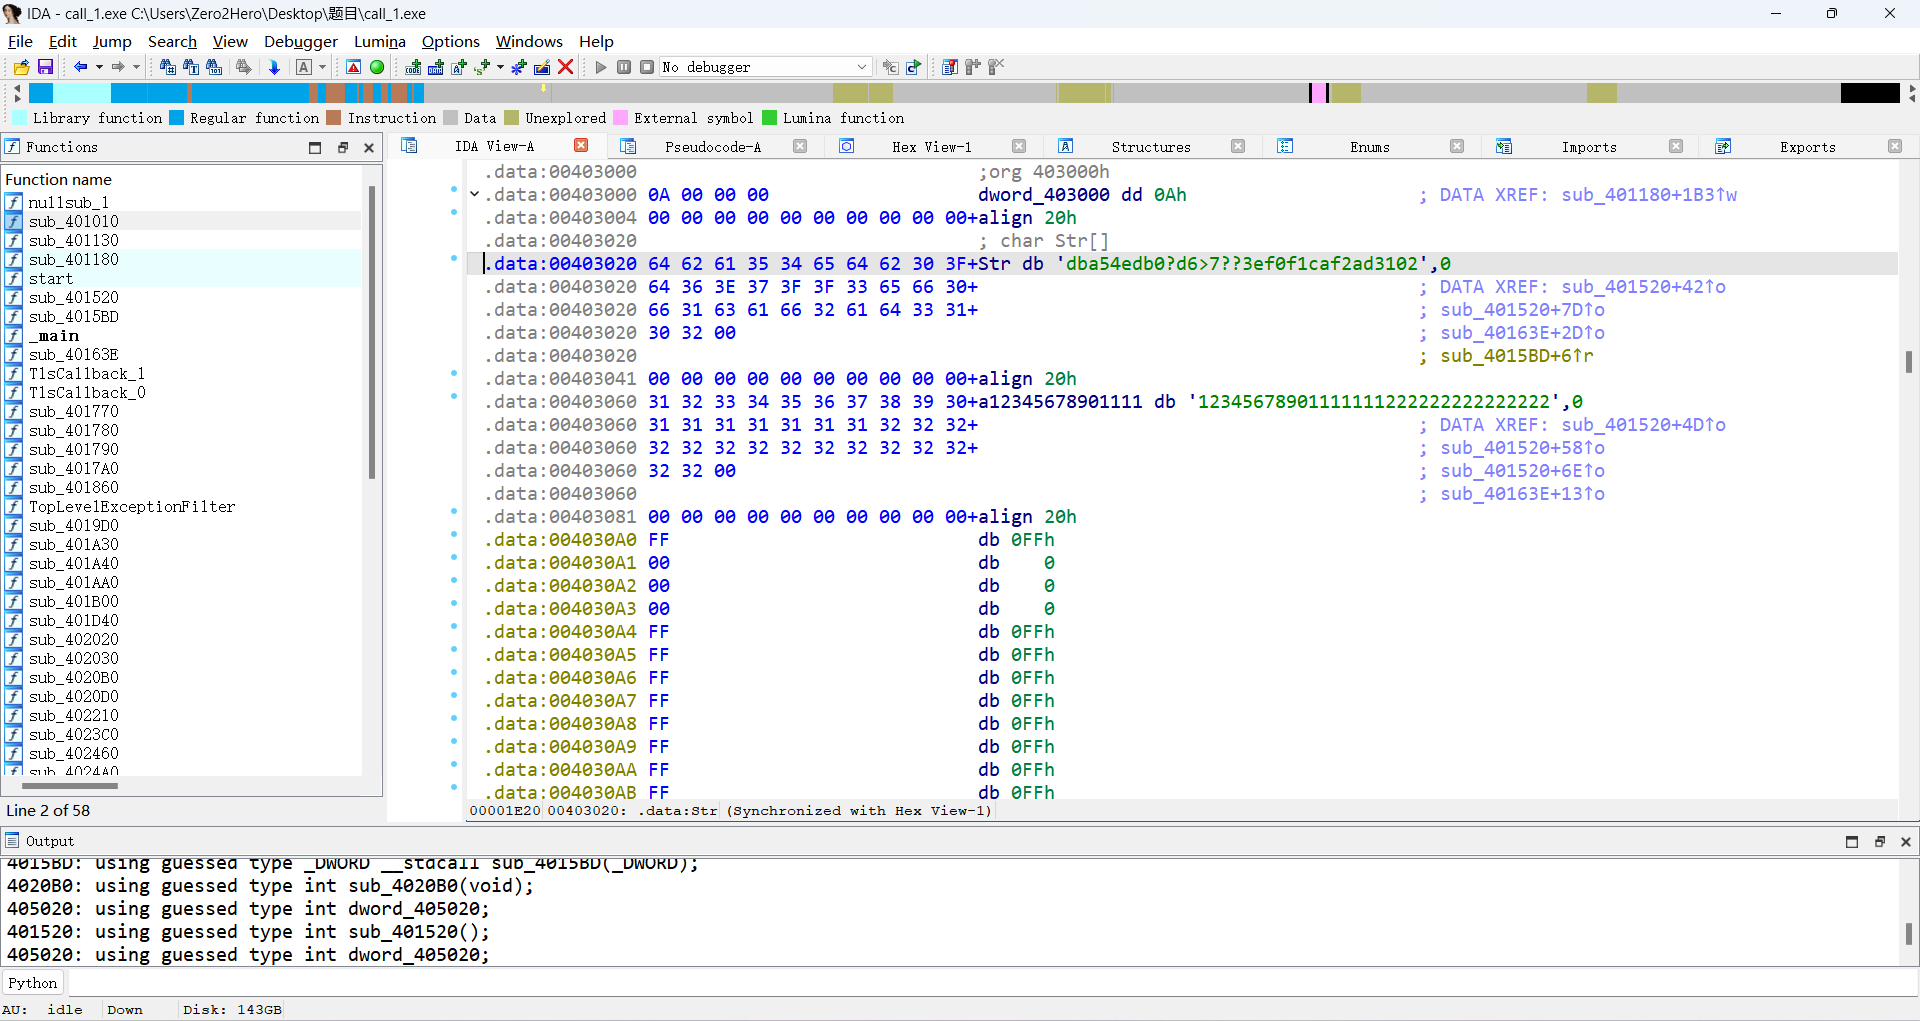 IDA - call_1.exe C:\Users\Zero2Hero\Desktop\题目\call_1.exe
File Edit Jump Search View Debugger Lumina Options Windows Help
No debugger
Library function Regular function Instruction Data Unexplored External symbol Lumina function
Functions
IDA View-A Pseudocode-A Hex View-1 Structures Enums Imports Exports
Function name
nullsub_1
sub_401010
sub_401130
sub_401180
start
sub_401520
sub_4015BD
_main
sub_40163E
TlsCallback_1
TlsCallback_0
sub_401770
sub_401780
sub_401790
sub_4017A0
sub_401860
TopLevelExceptionFilter
sub_4019D0
sub_401A30
sub_401A40
sub_401AA0
sub_401B00
sub_401D40
sub_402020
sub_402030
sub_4020B0
sub_4020D0
sub_402210
sub_4023C0
sub_402460
sub_4024A0
Line 2 of 58
.data:00403000 ;org 403000h
.data:00403000 0A 00 00 00 dword_403000 dd 0Ah ; DATA XREF: sub_401180+1B3↑w
.data:00403004 00 00 00 00 00 00 00 00 00 00+align 20h
.data:00403020 ; char Str[]
.data:00403020 64 62 61 35 34 65 64 62 30 3F+Str db 'dba54edb0?d6>7??3ef0f1caf2ad3102',0
.data:00403020 64 36 3E 37 3F 3F 33 65 66 30+ ; DATA XREF: sub_401520+42↑o
.data:00403020 66 31 63 61 66 32 61 64 33 31+ ; sub_401520+7D↑o
.data:00403020 30 32 00 ; sub_40163E+2D↑o
.data:00403020 ; sub_4015BD+6↑r
.data:00403041 00 00 00 00 00 00 00 00 00 00+align 20h
.data:00403060 31 32 33 34 35 36 37 38 39 30+a12345678901111 db '12345678901111111222222222222222',0
.data:00403060 31 31 31 31 31 31 31 32 32 32+ ; DATA XREF: sub_401520+4D↑o
.data:00403060 32 32 32 32 32 32 32 32 32 32+ ; sub_401520+58↑o
.data:00403060 32 32 00 ; sub_401520+6E↑o
.data:00403060 ; sub_40163E+13↑o
.data:00403081 00 00 00 00 00 00 00 00 00 00+align 20h
.data:004030A0 FF db 0FFh
.data:004030A1 00 db 0
.data:004030A2 00 db 0
.data:004030A3 00 db 0
.data:004030A4 FF db 0FFh
.data:004030A5 FF db 0FFh
.data:004030A6 FF db 0FFh
.data:004030A7 FF db 0FFh
.data:004030A8 FF db 0FFh
.data:004030A9 FF db 0FFh
.data:004030AA FF db 0FFh
.data:004030AB FF db 0FFh
00001E20 00403020: .data:Str (Synchronized with Hex View-1)
Output
4015BD: using guessed type _DWORD __stdcall sub_4015BD(_DWORD);
4020B0: using guessed type int sub_4020B0(void);
405020: using guessed type int dword_405020;
401520: using guessed type int sub_401520();
405020: using guessed type int dword_405020;
Python
AU: idle Down Disk: 143GB